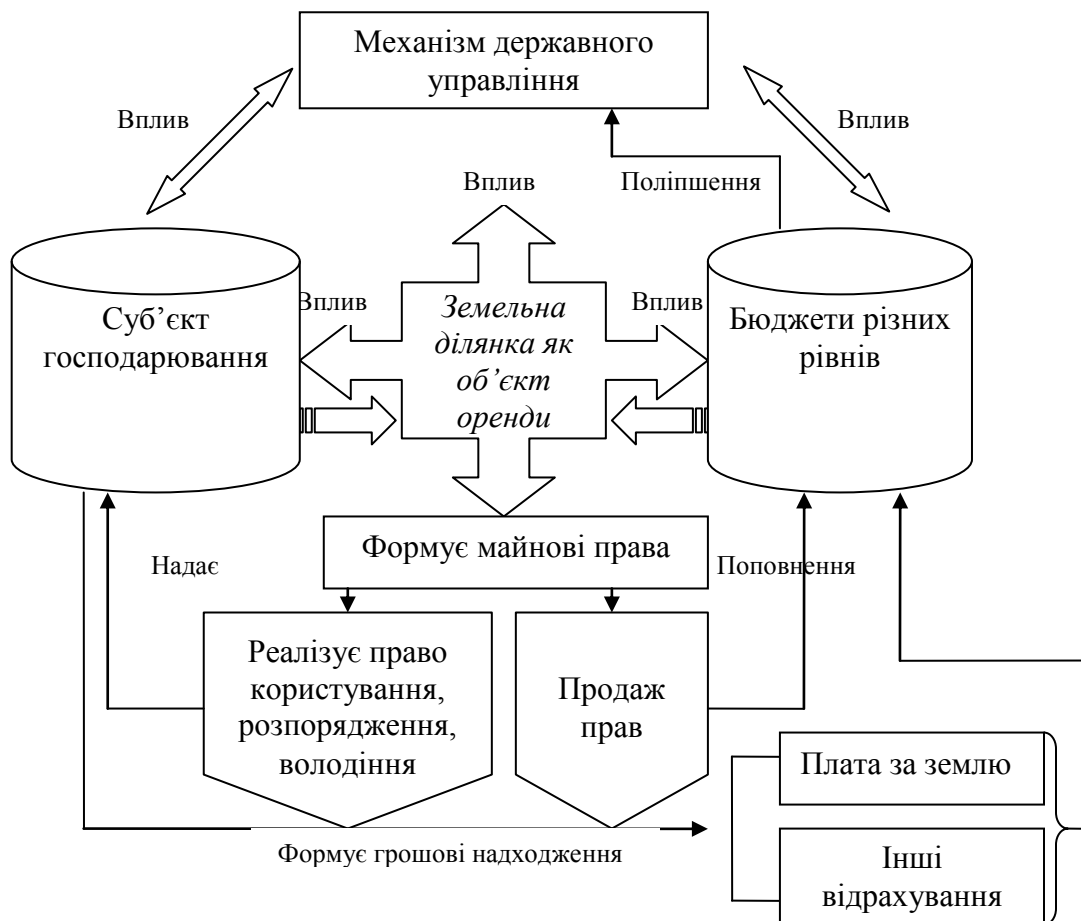 Механізм державного
управління
Вплив
Вплив
Вплив
Поліпшення
Суб’єкт
господарювання
Вплив
Земельна
ділянка як
об’єкт
оренди
Вплив
Бюджети різних
рівнів
Формує майнові права
Надає
Поповнення
Реалізує право
користування,
розпорядження,
володіння
Продаж
прав
Плата за землю
Формує грошові надходження
Інші
відрахування